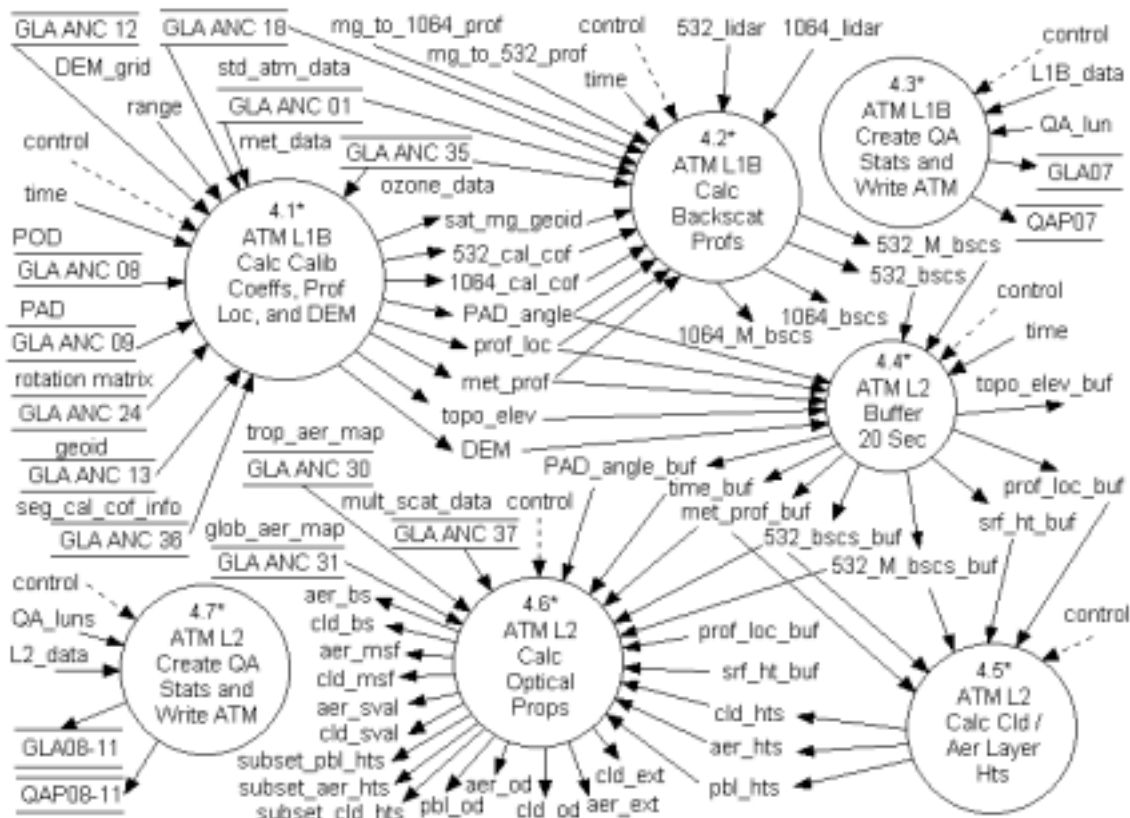 GLA ANC 12
GLA ANC 18
mg_to_1064_prof
control
532_lidar
1064_lidar
control
DEM_grid
std_atm_data
mg_to_532_prof
time
L1B_data
range
GLA ANC 01
QA_lun
control
met_data
GLA ANC 35
GLA07
time
ozone_data
QAP07
4.3*
ATM L1B
Create QA
Stats and
Write ATM
4.2*
ATM L1B
Calc
Backscat
Profs
4.1*
ATM L1B
Calc Calib
Coeffs, Prof
Loc, and DEM
POD
GLA ANC 08
PAD
GLA ANC 09
rotation matrix
GLA ANC 24
geoid
GLA ANC 13
seg_cal_cof_info
GLA ANC 36
sat_mg_geoid
532_cal_cof
1064_cal_cof
PAD_angle
prof_loc
met_prof
topo_elev
DEM
532_M_bscs
532_bscs
1064_bscs
1064_M_bscs
control
time
4.4*
ATM L2
Buffer
20 Sec
topo_elev_buf
prof_loc_buf
srf_ht_buf
PAD_angle_buf
time_buf
met_prof_buf
532_bscs_buf
532_M_bscs_buf
trop_aer_map
GLA ANC 30
mult_scat_data
control
glob_aer_map
GLA ANC 37
GLA ANC 31
control
QA_luns
L2_data
4.7*
ATM L2
Create QA
Stats and
Write ATM
GLA08-11
QAP08-11
aer_bs
cld_bs
aer_msf
cld_msf
aer_sval
cld_sval
subset_pbl_hts
subset_aer_hts
subset_cld_hts
pbl_od
aer_od
cld_od
aer_ext
cld_ext
4.6*
ATM L2
Calc
Optical
Props
prof_loc_buf
srf_ht_buf
cld_hts
aer_hts
pbl_hts
control
4.5*
ATM L2
Calc Cld /
Aer Layer
Hts